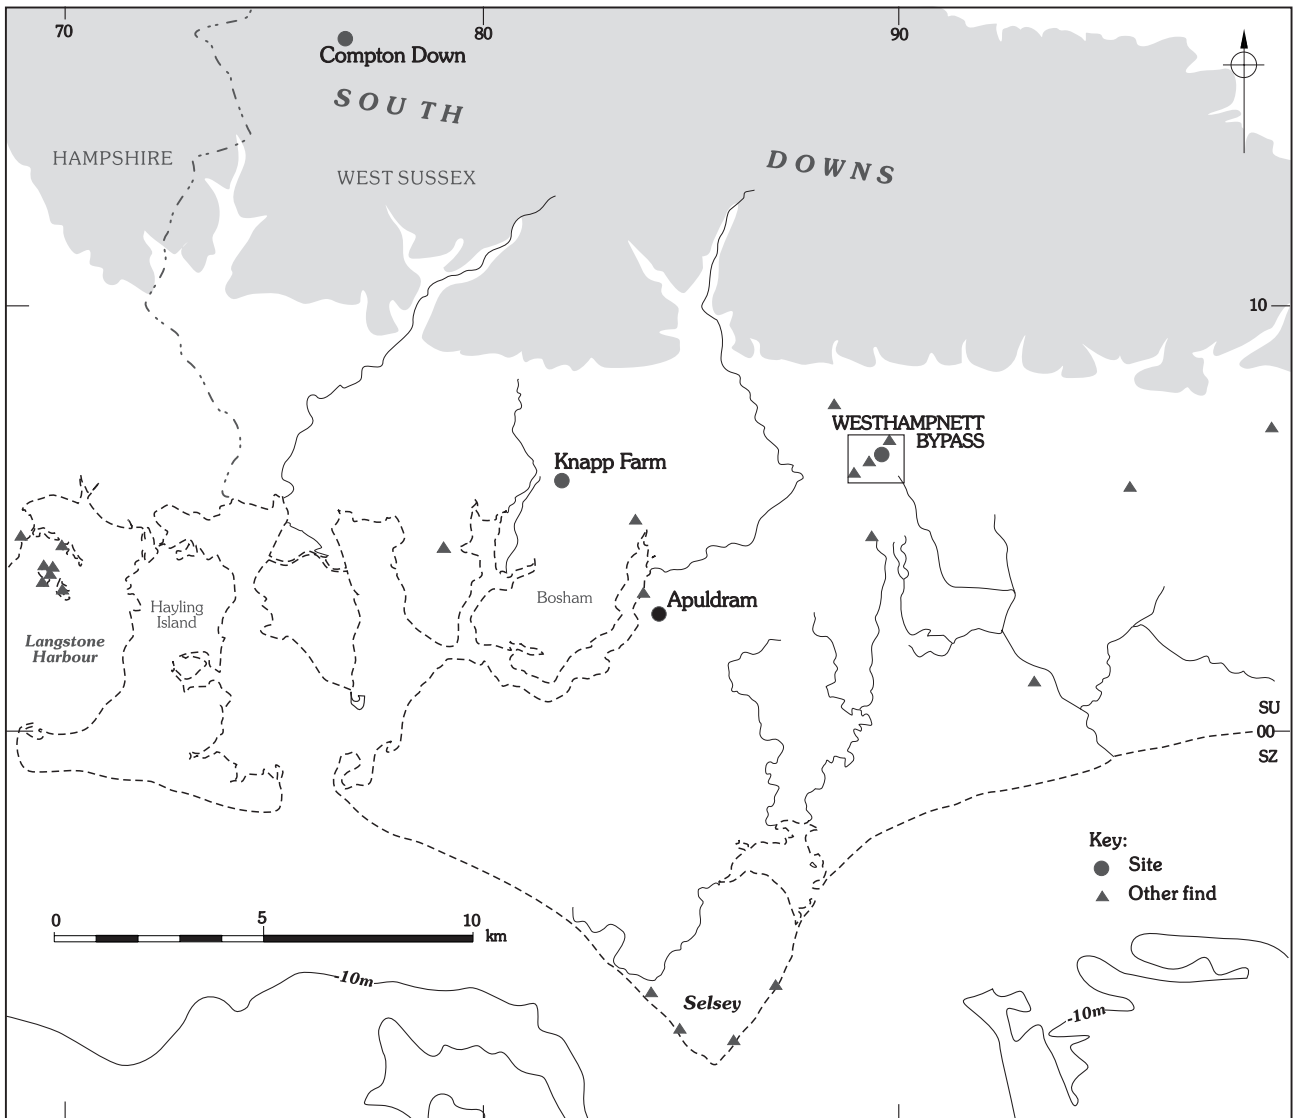 70
80
90
Compton Down
SOUTH
DOWNS
HAMPSHIRE
WEST SUSSEX
10
WESTHAMPNETT
BYPASS
Knapp Farm
Bosham
Apuldram
Hayling
Island
Langstone
Harbour
SU
00
SZ
Key:
Site
Other find
0 5 10
km
-10m
Selsey
-10m